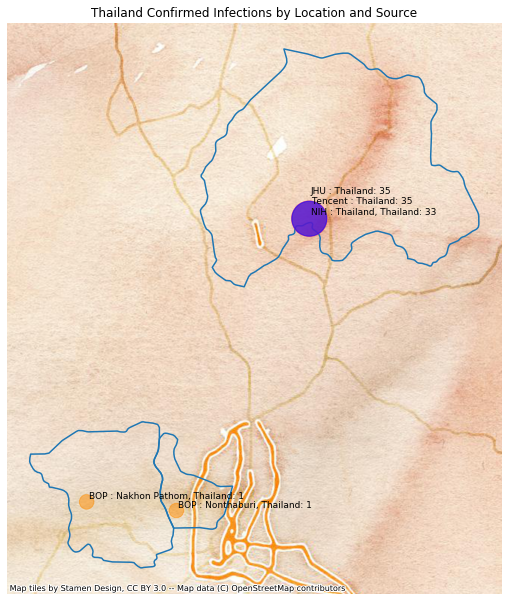 Thailand Confirmed Infections by Location and Source
JHU : Thailand: 35
Tencent : Thailand: 35
NIH : Thailand, Thailand: 33
BOP : Nakhon Pathom, Thailand: 1
BOP : Nonthaburi, Thailand: 1
Map tiles by Stamen Design, CC BY 3.0 -- Map data (C) OpenStreetMap contributors